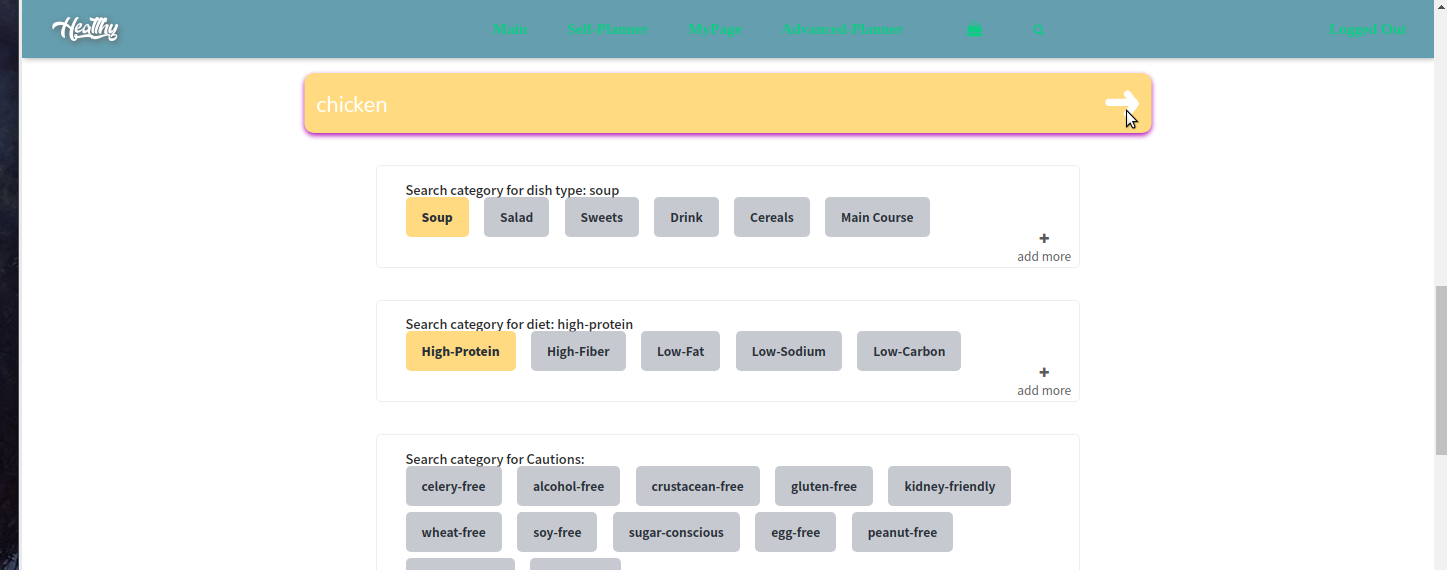 Healthy
Main Self-Planner MyPage Advanced-Planner Logged Out
chicken
Search category for dish type: soup
Soup Salad Sweets Drink Cereals Main Course
add more
Search category for diet: high-protein
High-Protein High-Fiber Low-Fat Low-Sodium Low-Carbon
add more
Search category for Cautions:
celery-free alcohol-free crustacean-free gluten-free kidney-friendly
wheat-free soy-free sugar-conscious egg-free peanut-free